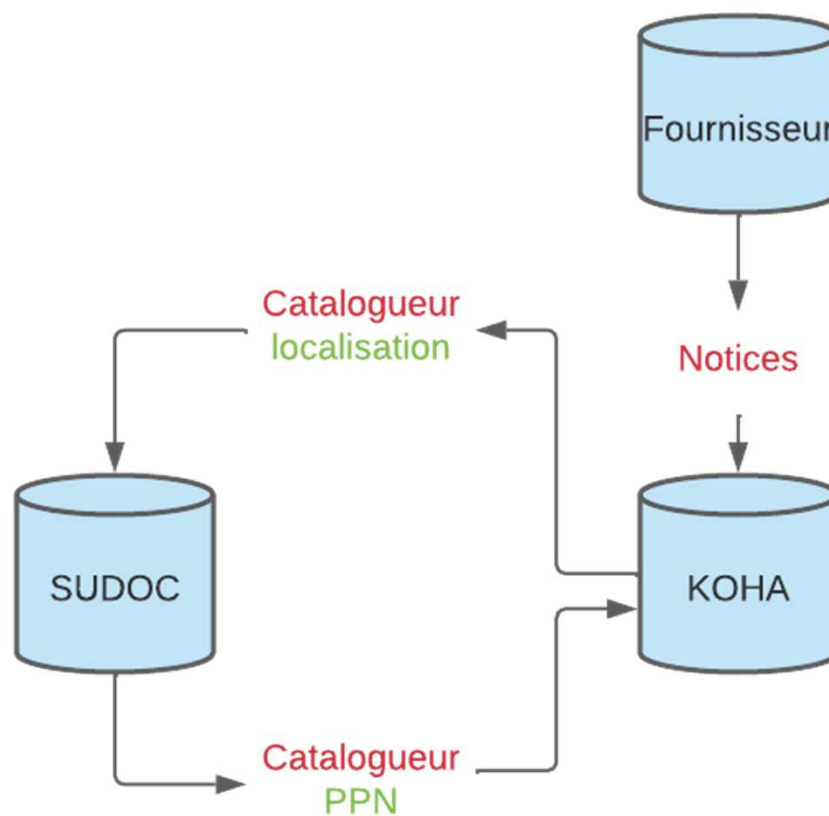 Fournisseur
Catalogueur
localisation
Notices
SUDOC
KOHA
Catalogueur
PPN